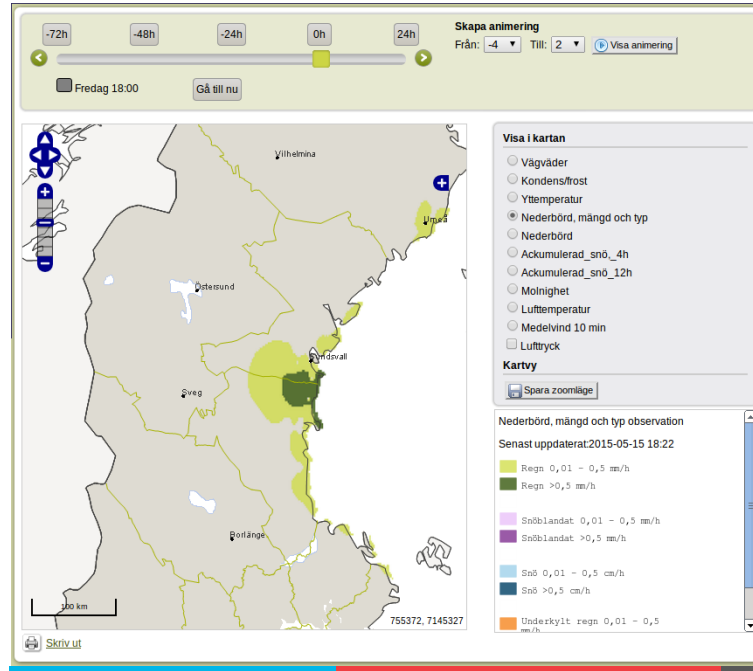 -72h -48h -24h 0h 24h
Skapa animering
Från: -4 Till: 2 Visa animering
Fredag 18:00 Gå till nu
Vilhelmina
Umeå
Östersund
Sundsvall
Sveg
Borlänge
100 km
755372, 7145327
Skriv ut
Visa i kartan
Vägväder
Kondens/frost
Yttemperatur
Nederbörd, mängd och typ
Nederbörd
Ackumulerad_snö,_4h
Ackumulerad_snö_12h
Molnighet
Lufttemperatur
Medelvind 10 min
Lufttryck
Kartvy
Spara zoomläge
Nederbörd, mängd och typ observation
Senast uppdaterat:2015-05-15 18:22
Regn 0,01 - 0,5 mm/h
Regn >0,5 mm/h
Snöblandat 0,01 - 0,5 mm/h
Snöblandat >0,5 mm/h
Snö 0,01 - 0,5 cm/h
Snö >0,5 cm/h
Underkylt regn 0,01 - 0,5
mm/h